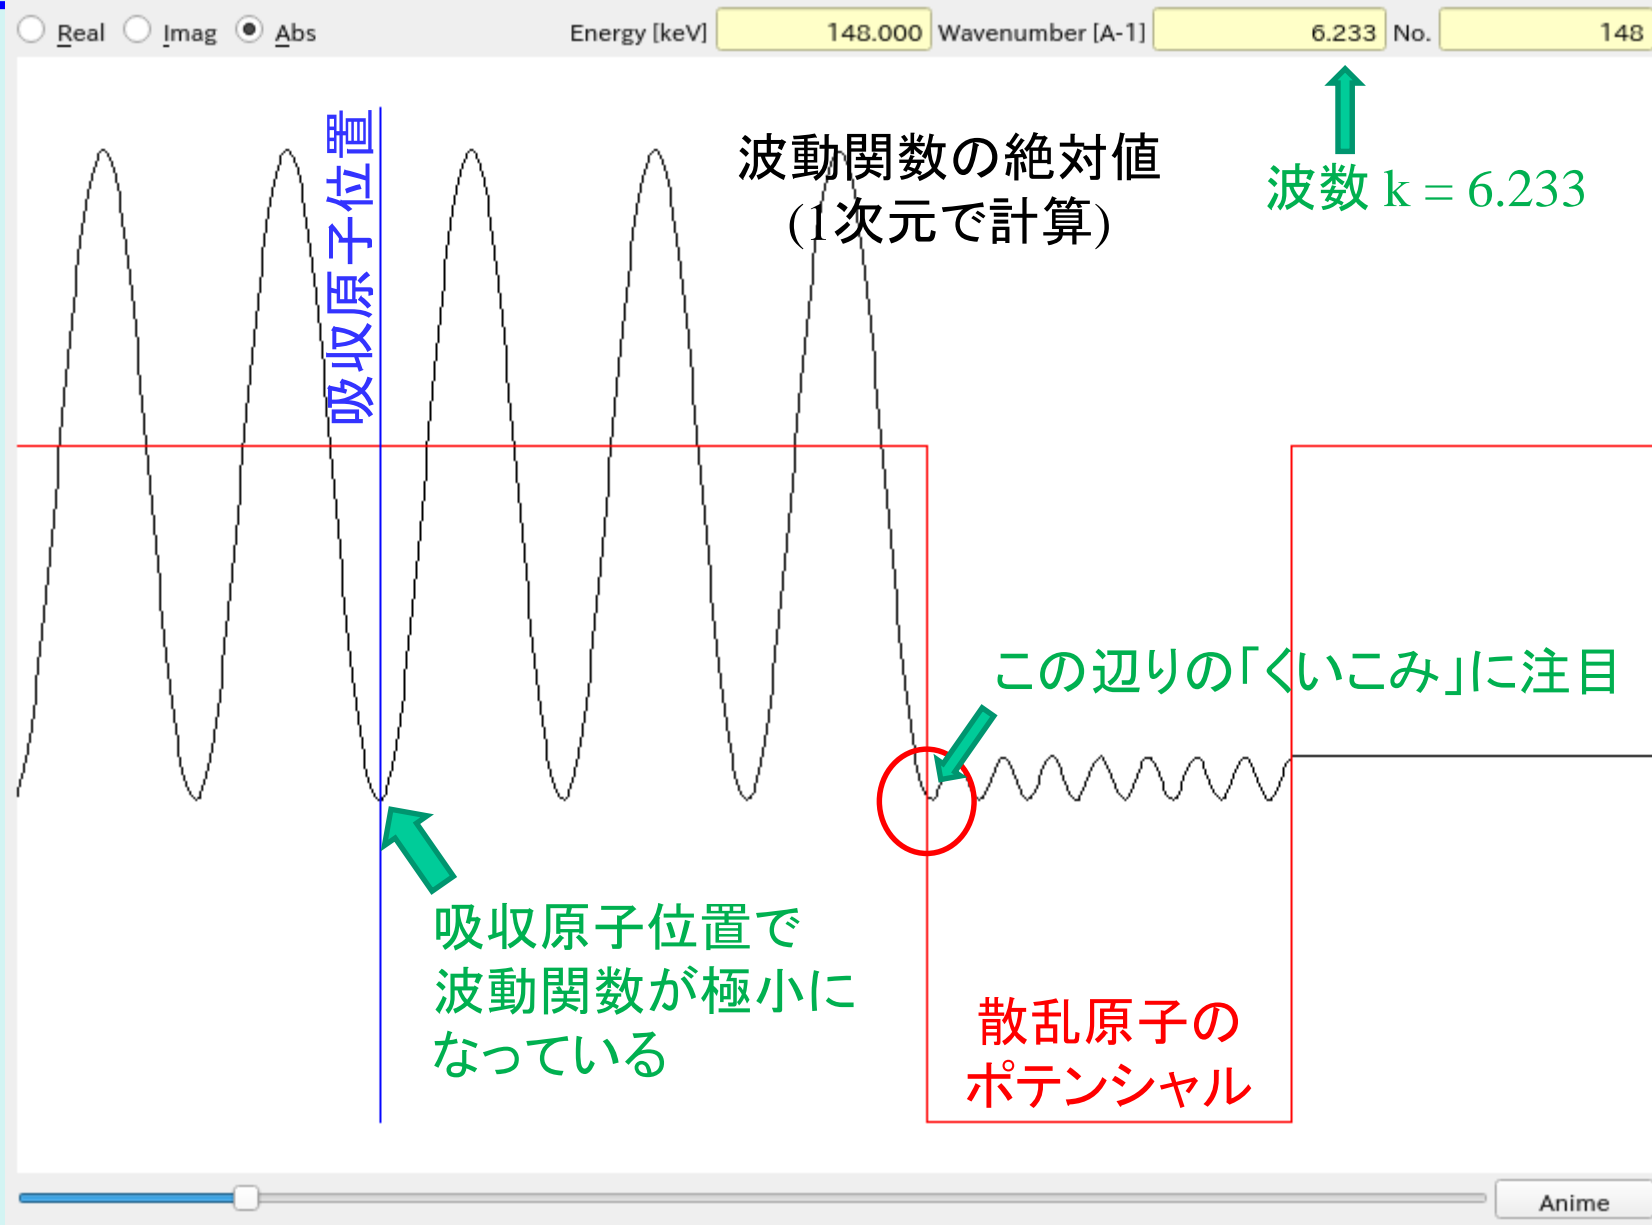 Real Imag Abs Energy [keV] 148.000 Wavenumber [A-1] 6.233 No. 148
吸収原子位置
波動関数の絶対値
(1次元で計算)
波数 k = 6.233
この辺りの「くいこみ」に注目
吸収原子位置で
波動関数が極小に
なっている
散乱原子の
ポテンシャル
Anime